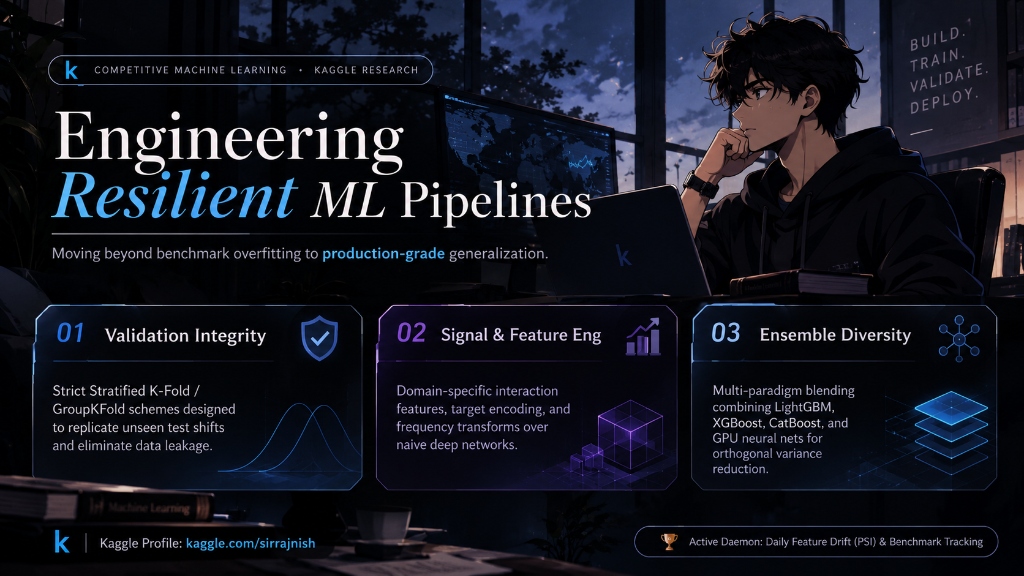 k COMPETITIVE MACHINE LEARNING • KAGGLE RESEARCH
BUILD.
TRAIN.
VALIDATE.
DEPLOY.
Engineering
Resilient ML Pipelines
Moving beyond benchmark overfitting to production-grade generalization.
k
01 Validation Integrity
Strict Stratified K-Fold /
GroupKFold schemes designed
to replicate unseen test shifts
and eliminate data leakage.
02 Signal & Feature Eng
Domain-specific interaction
features, target encoding, and
frequency transforms over
naive deep networks.
03 Ensemble Diversity
Multi-paradigm blending
combining LightGBM,
XGBoost, CatBoost, and
GPU neural nets for
orthogonal variance
reduction.
Machine Learning
k | Kaggle Profile: kaggle.com/sirrajnish
Active Daemon: Daily Feature Drift (PSI) & Benchmark Tracking